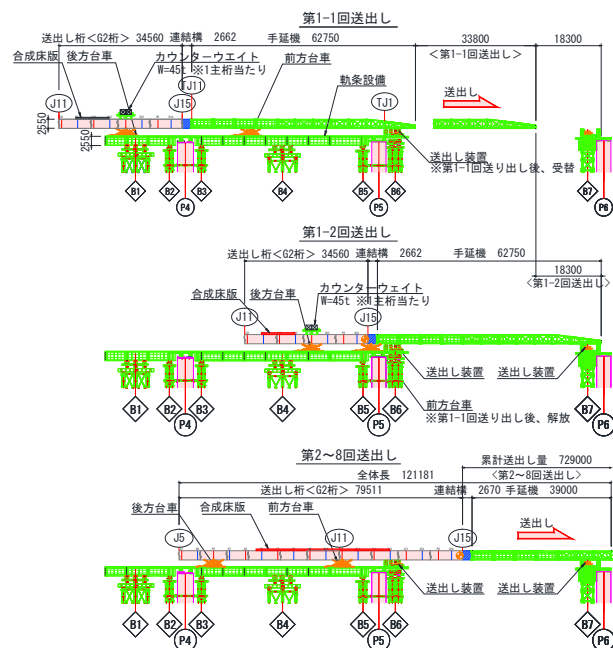 第1-1回送出し
送出し桁<G2桁> 34560 連結構 2662 手延機 62750 33800 18300
<第1-1回送出し>
合成床版 後方台車 カウンターウエイト
W=45t ※1主桁当たり
前方台車
軌条設備
送出し
J11 J15 TJ11 TJ1
2550
2550
送出し装置
※第1-1回送り出し後、受替
B1 B2 P4 B3 B4 B5 P5 B6 B7 P6
第1-2回送出し
送出し桁<G2桁> 34560 連結構 2662 手延機 62750
18300
<第1-2回送出し>
合成床版 後方台車 カウンターウェイト
W=45t ※1主桁当たり
J11 J15
送出し装置 送出し装置
前方台車
※第1-1回送り出し後、解放
B1 B2 P4 B3 B4 B5 P5 B6 B7 P6
第2~8回送出し
累計送出し量 729000
全体長 121181 <第2~8回送出し>
送出し桁<G2桁> 79511 連結構 2670 手延機 39000
後方台車 合成床版 前方台車
J5 J11 J15
送出し
送出し装置 送出し装置
B1 B2 P4 B3 B4 B5 P5 B6 B7 P6